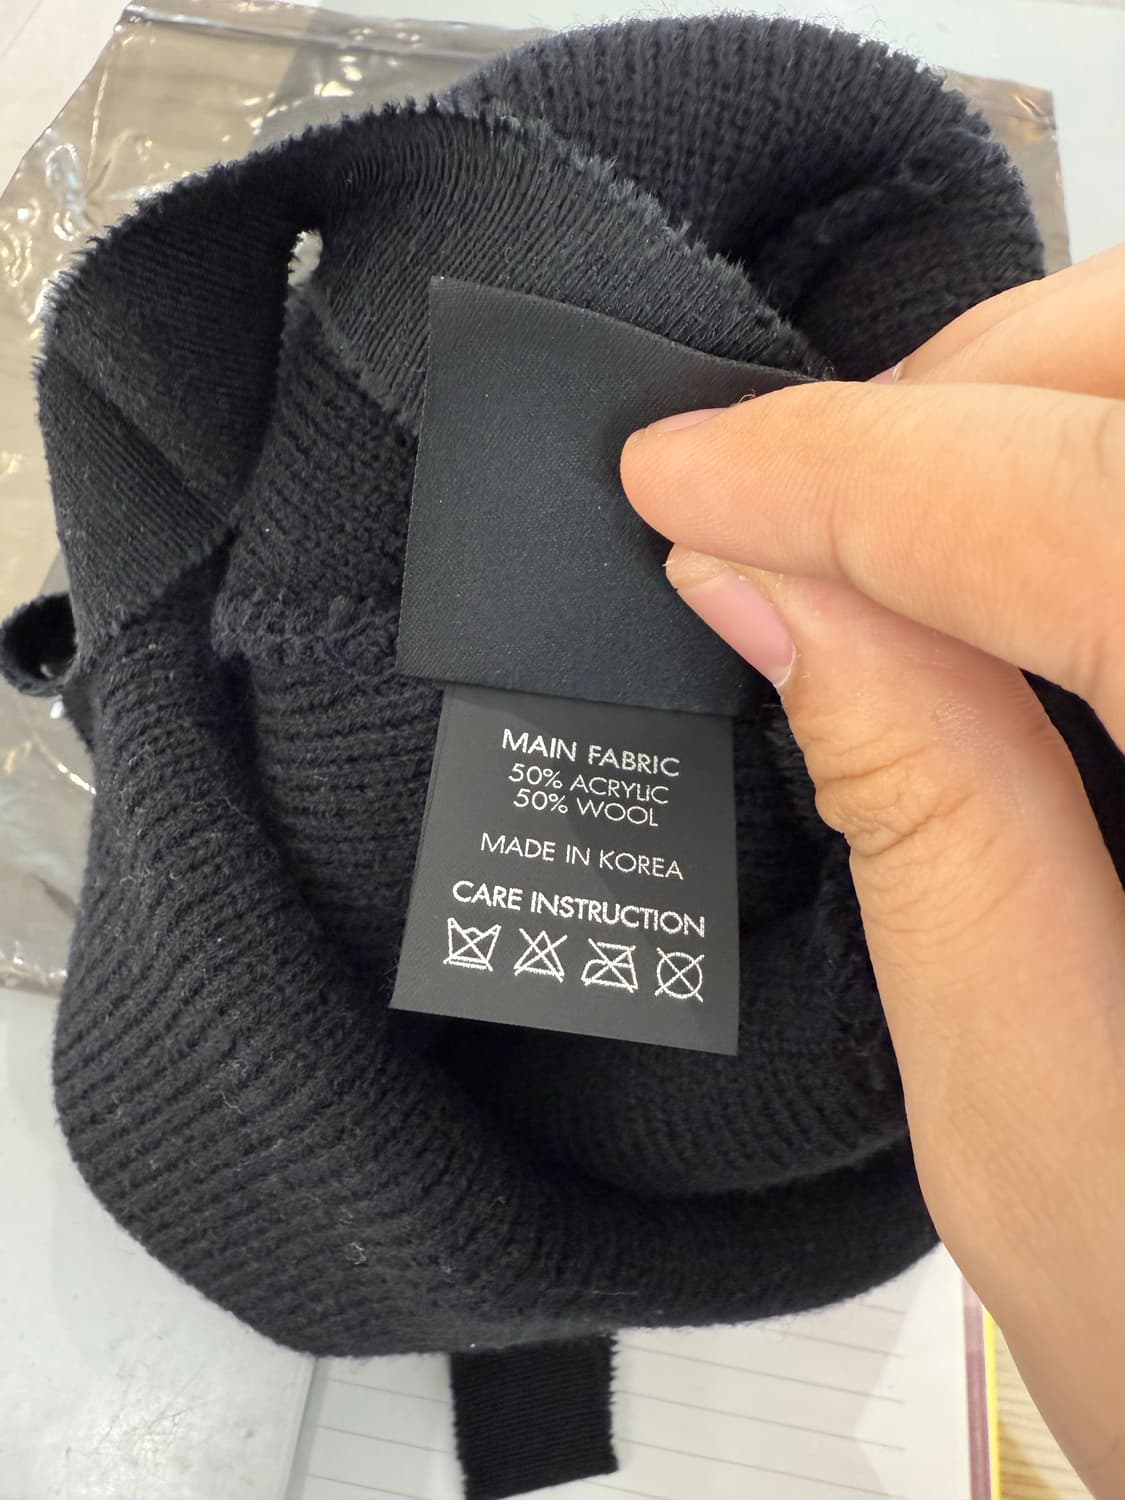 MAIN FABRIC
50% ACRYLIC
50% WOOL
MADE IN KOREA
CARE INSTRUCTION